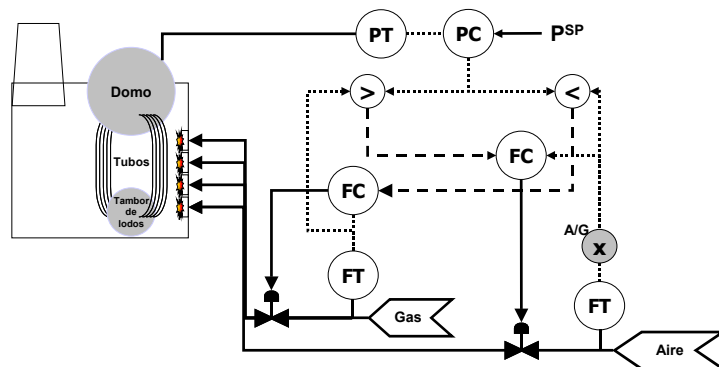 PT
PC
P^SP
Domo
>
<
Tubos
FC
FC
Tambor
de
lodos
A/G
x
FT
FT
Gas
Aire